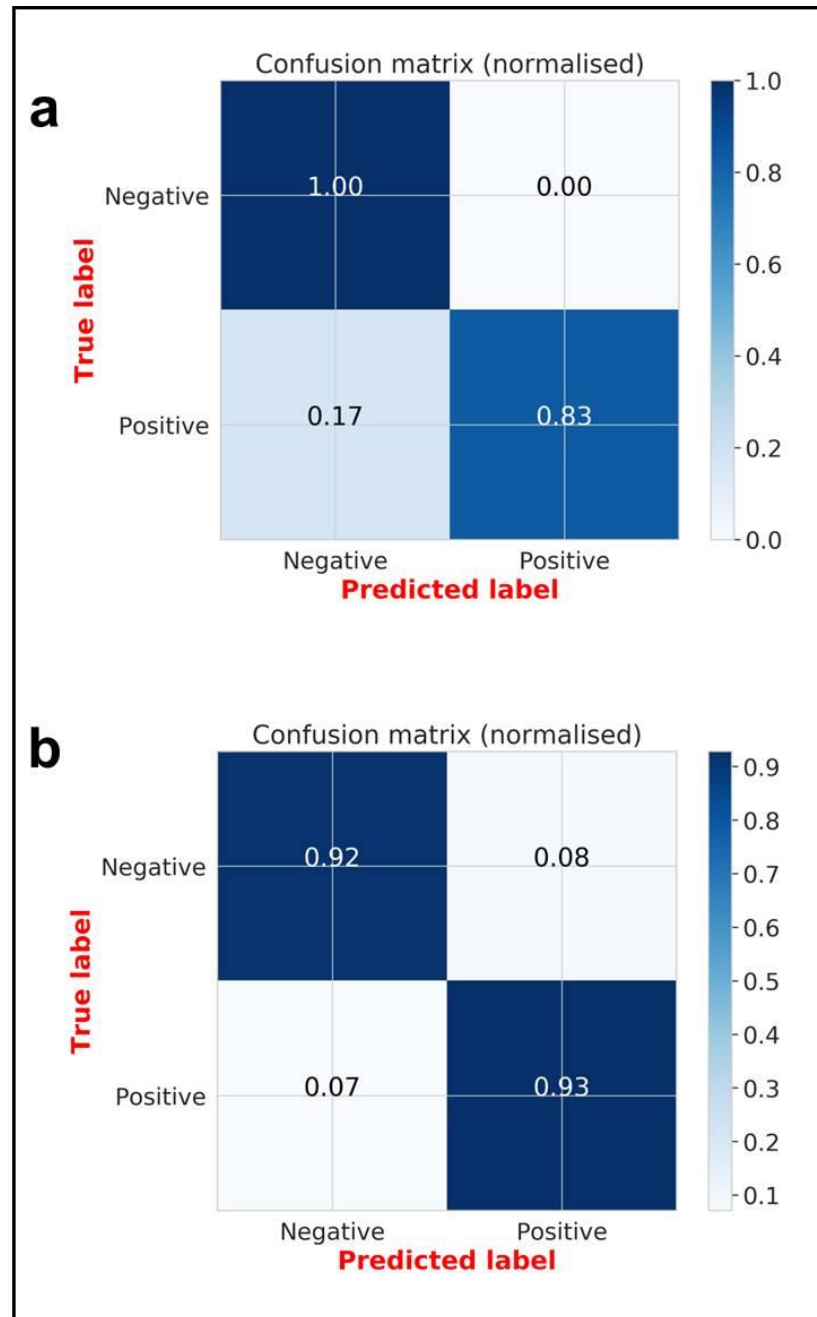 a
Confusion matrix (normalised)
True label
Negative
1.00
0.00
Positive
0.17
0.83
Negative
Positive
Predicted label
1.0
0.8
0.6
0.4
0.2
0.0
b
Confusion matrix (normalised)
True label
Negative
0.92
0.08
Positive
0.07
0.93
Negative
Positive
Predicted label
0.9
0.8
0.7
0.6
0.5
0.4
0.3
0.2
0.1